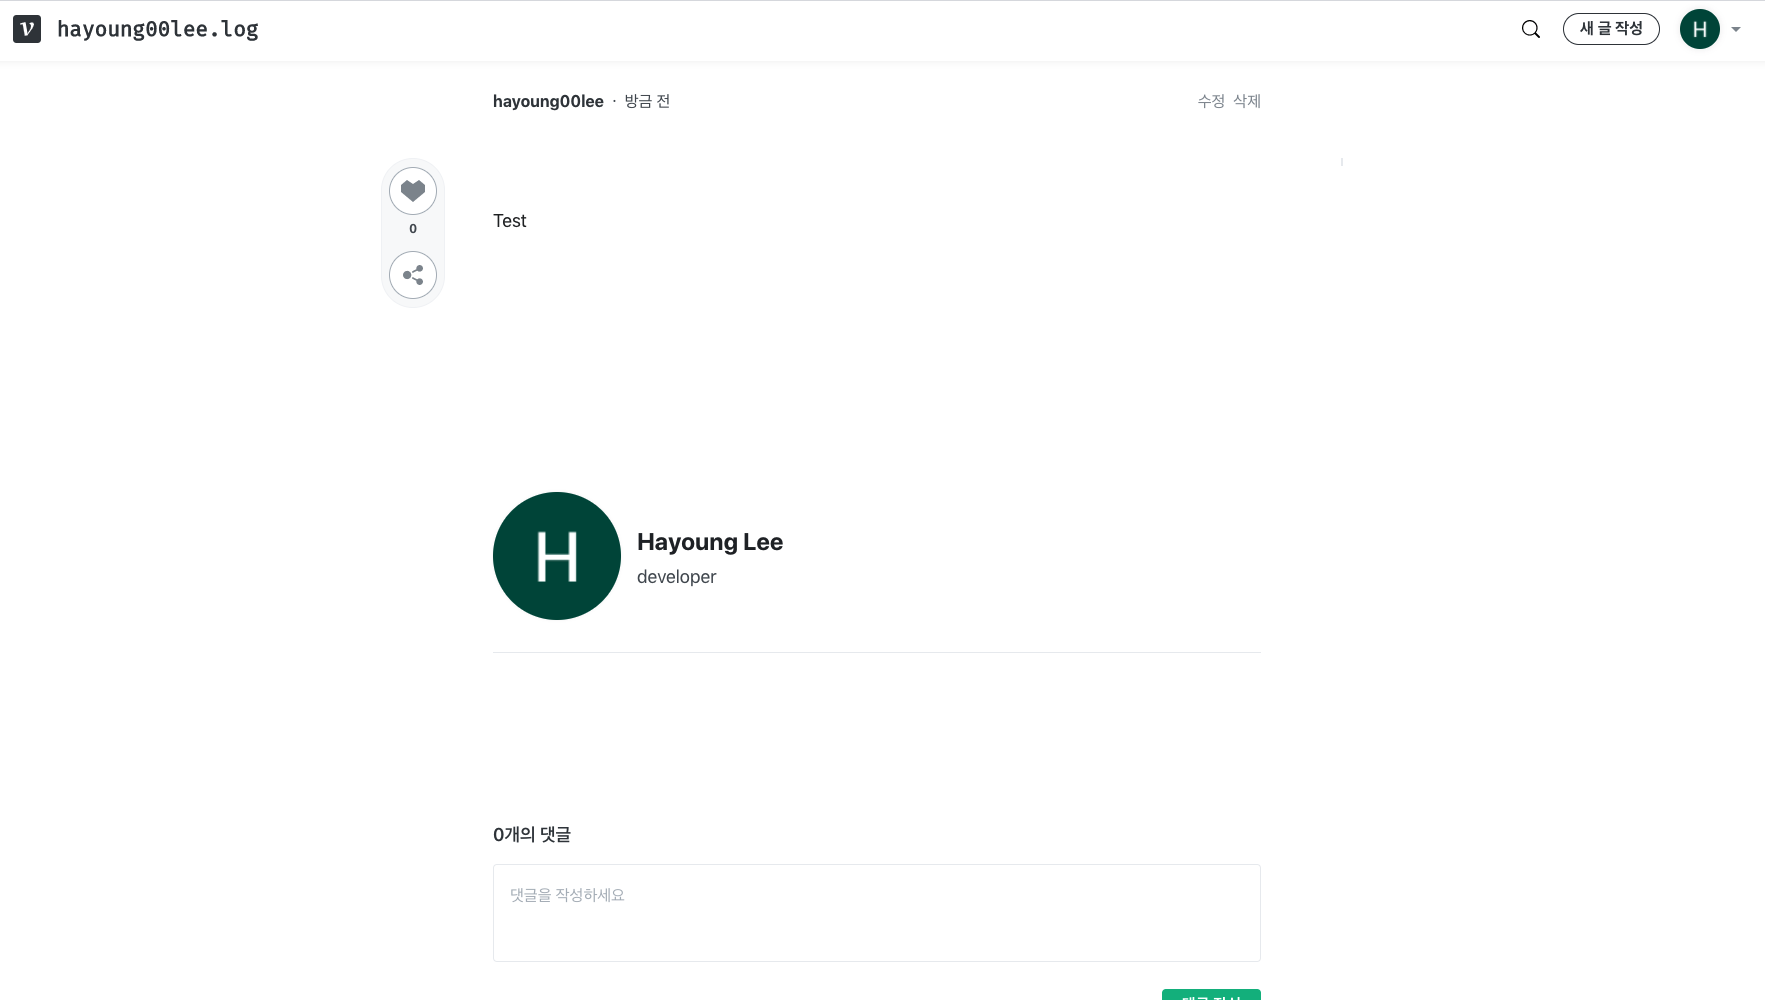 v hayoung00lee.log
새 글 작성
H
hayoung00lee · 방금 전
수정 삭제
0
Test
H
Hayoung Lee
developer
0개의 댓글
댓글을 작성하세요